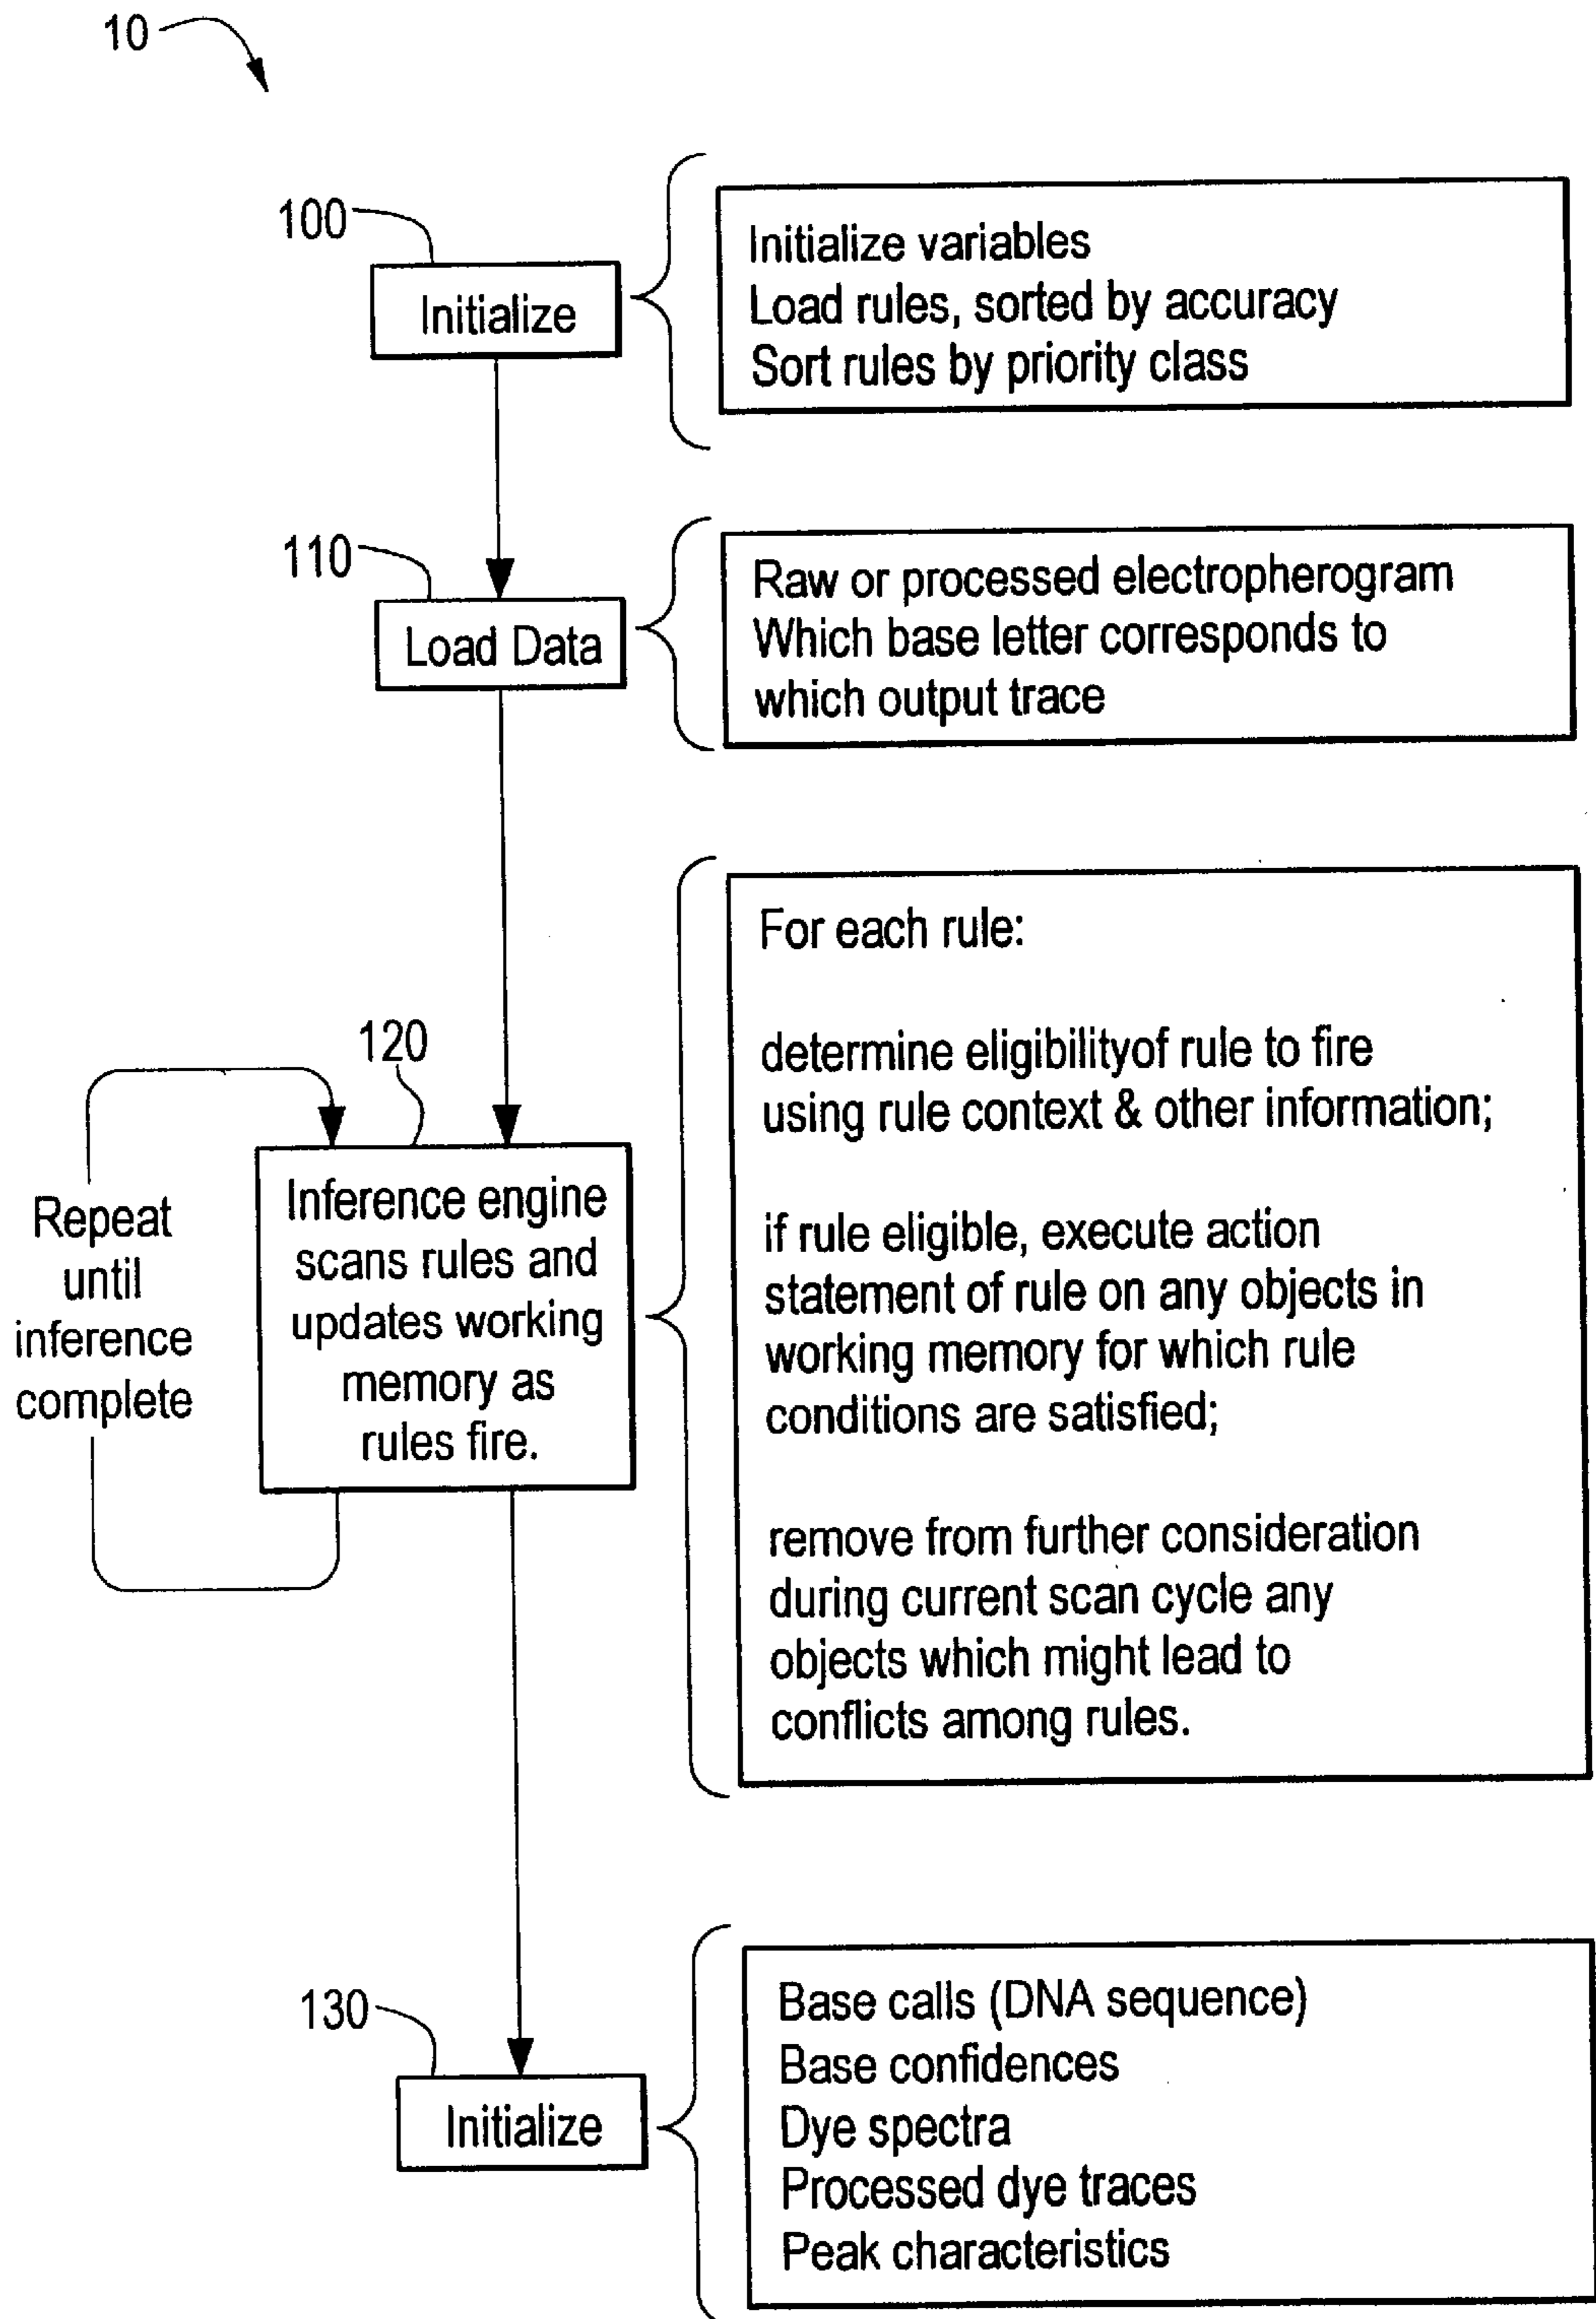 10
100
Initialize
Initialize variables
Load rules, sorted by accuracy
Sort rules by priority class
110
Load Data
Raw or processed electropherogram
Which base letter corresponds to
which output trace
120
Repeat
until
inference
complete
Inference engine
scans rules and
updates working
memory as
rules fire.
For each rule:
determine eligibilityof rule to fire
using rule context & other information;
if rule eligible, execute action
statement of rule on any objects in
working memory for which rule
conditions are satisfied;
remove from further consideration
during current scan cycle any
objects which might lead to
conflicts among rules.
130
Initialize
Base calls (DNA sequence)
Base confidences
Dye spectra
Processed dye traces
Peak characteristics